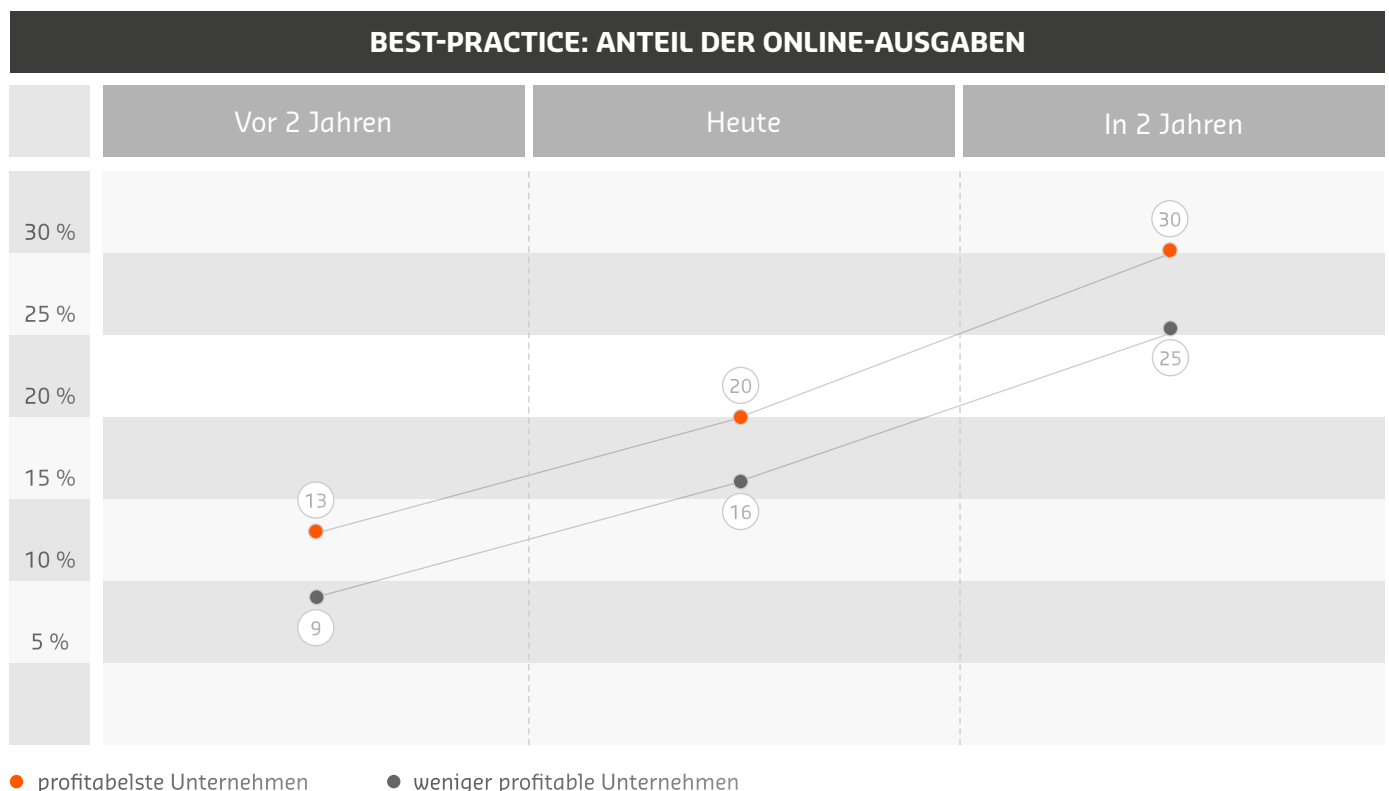 BEST-PRACTICE: ANTEIL DER ONLINE-AUSGABEN
Vor 2 Jahren
Heute
In 2 Jahren
30 %
25 %
20 %
15 %
10 %
5 %
13
9
20
16
30
25
profitabelste Unternehmen
weniger profitable Unternehmen